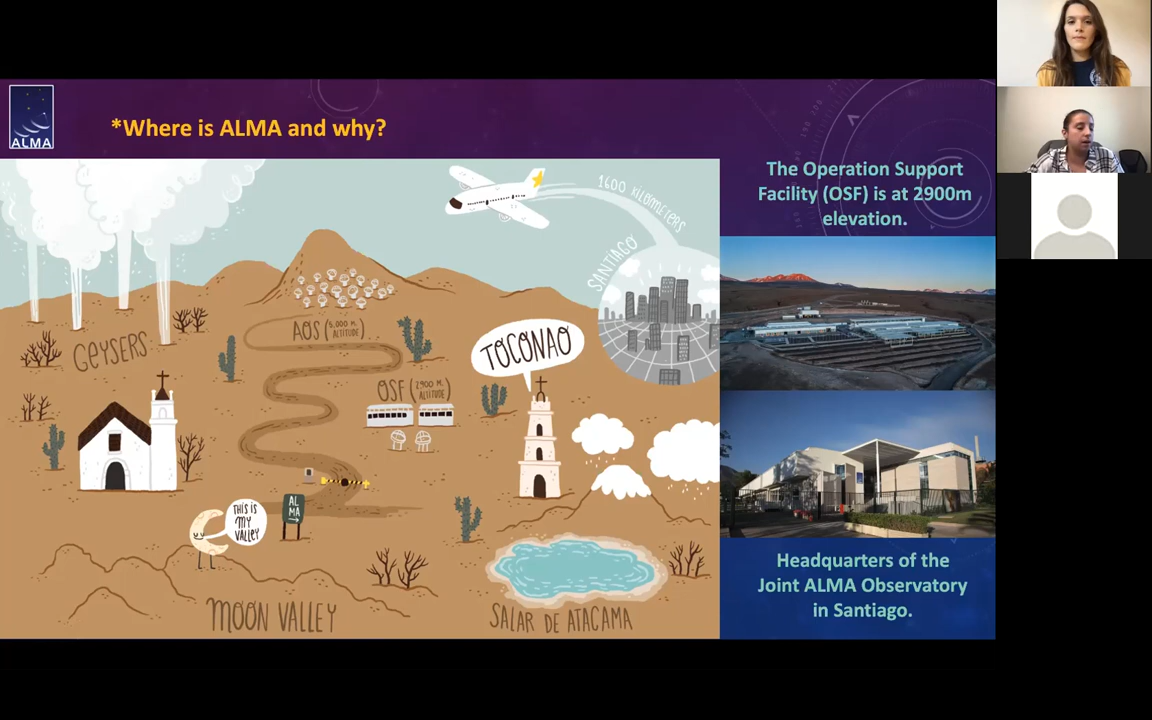 ALMA
*Where is ALMA and why?
The Operation Support
Facility (OSF) is at 2900m
elevation.
1600 KILÓMETERS
SANTIAGO
AOS (5,000 M.
ALTITUDE)
GEYSERS
TOCONAO
OSF (2900 M.
ALTITUDE)
AL
MA
THIS IS
MY
VALLEY
MOON VALLEY
SALAR DE ATACAMA
Headquarters of the
Joint ALMA Observatory
in Santiago.